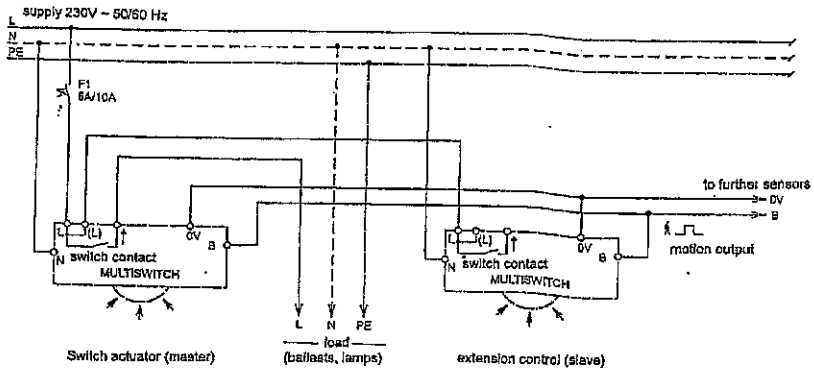 supply 230V ~ 50/60 Hz
L
N
PE
F1
6A/10A
to further sensors
0V
B
motion output
L (L) 0V B
N
switch contact
MULTISWITCH
L (L) 0V B
N
switch contact
MULTISWITCH
L N PE
load
(ballasts, lamps)
Switch actuator (master)
extension control (slave)